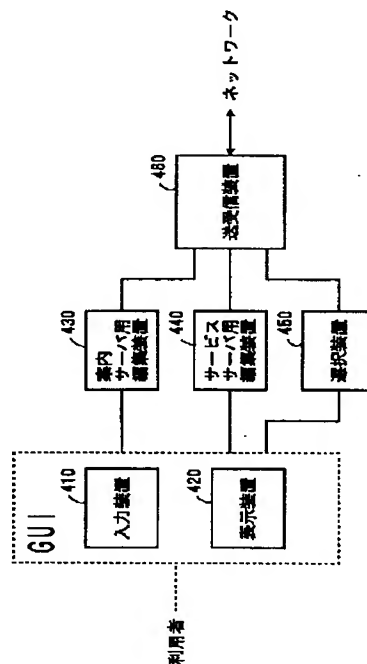 利用者
GUI
410
入力装置
420
表示装置
430
案内
サーバ用
編集装置
440
サービス
サーバ用
編集装置
450
選択装置
480
送受信装置
ネットワーク